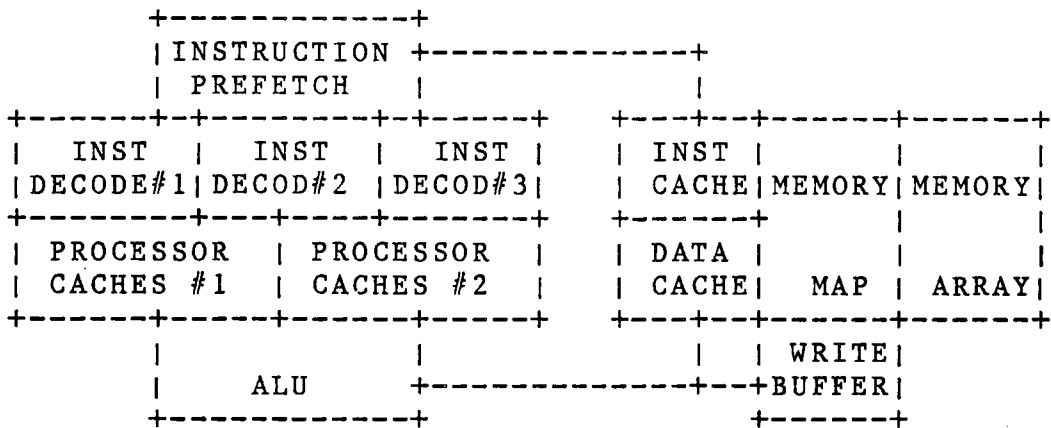 INSTRUCTION
PREFETCH
INST INST INST INST
DECODE#1 DECOD#2 DECOD#3 CACHE MEMORY MEMORY
PROCESSOR PROCESSOR DATA
CACHES #1 CACHES #2 CACHE MAP ARRAY
WRITE
ALU BUFFER